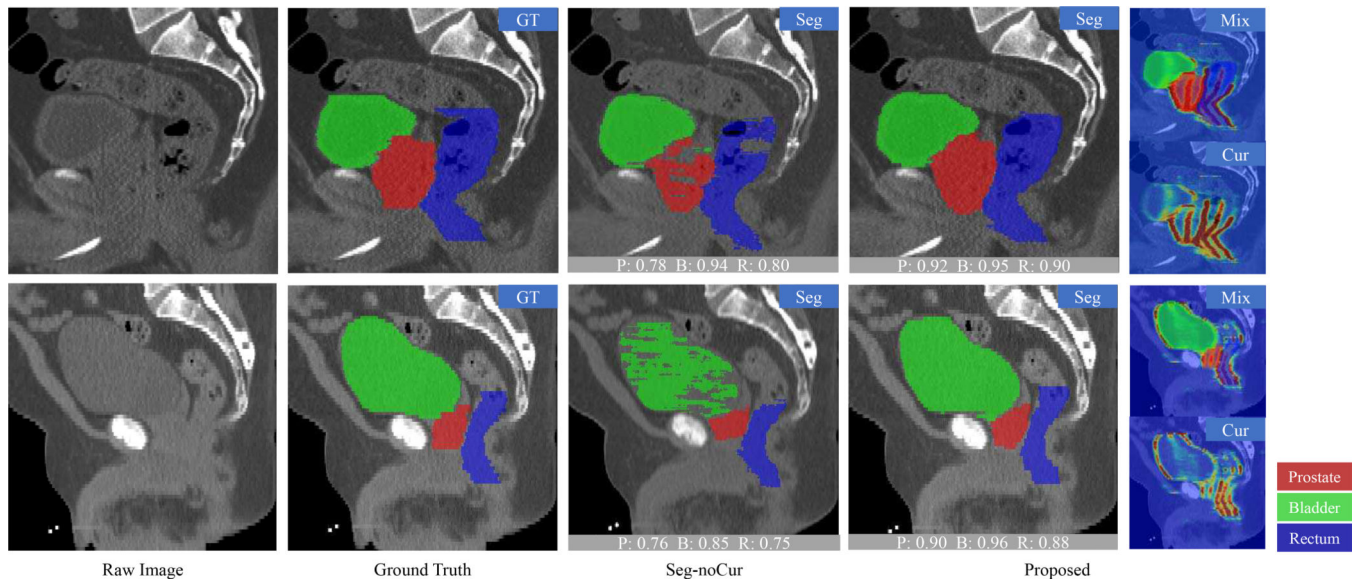 GT
Seg
Seg
Mix
Cur
P: 0.78 B: 0.94 R: 0.80
P: 0.92 B: 0.95 R: 0.90
GT
Seg
Seg
Mix
Cur
P: 0.76 B: 0.85 R: 0.75
P: 0.90 B: 0.96 R: 0.88
Prostate
Bladder
Rectum
Raw Image
Ground Truth
Seg-noCur
Proposed